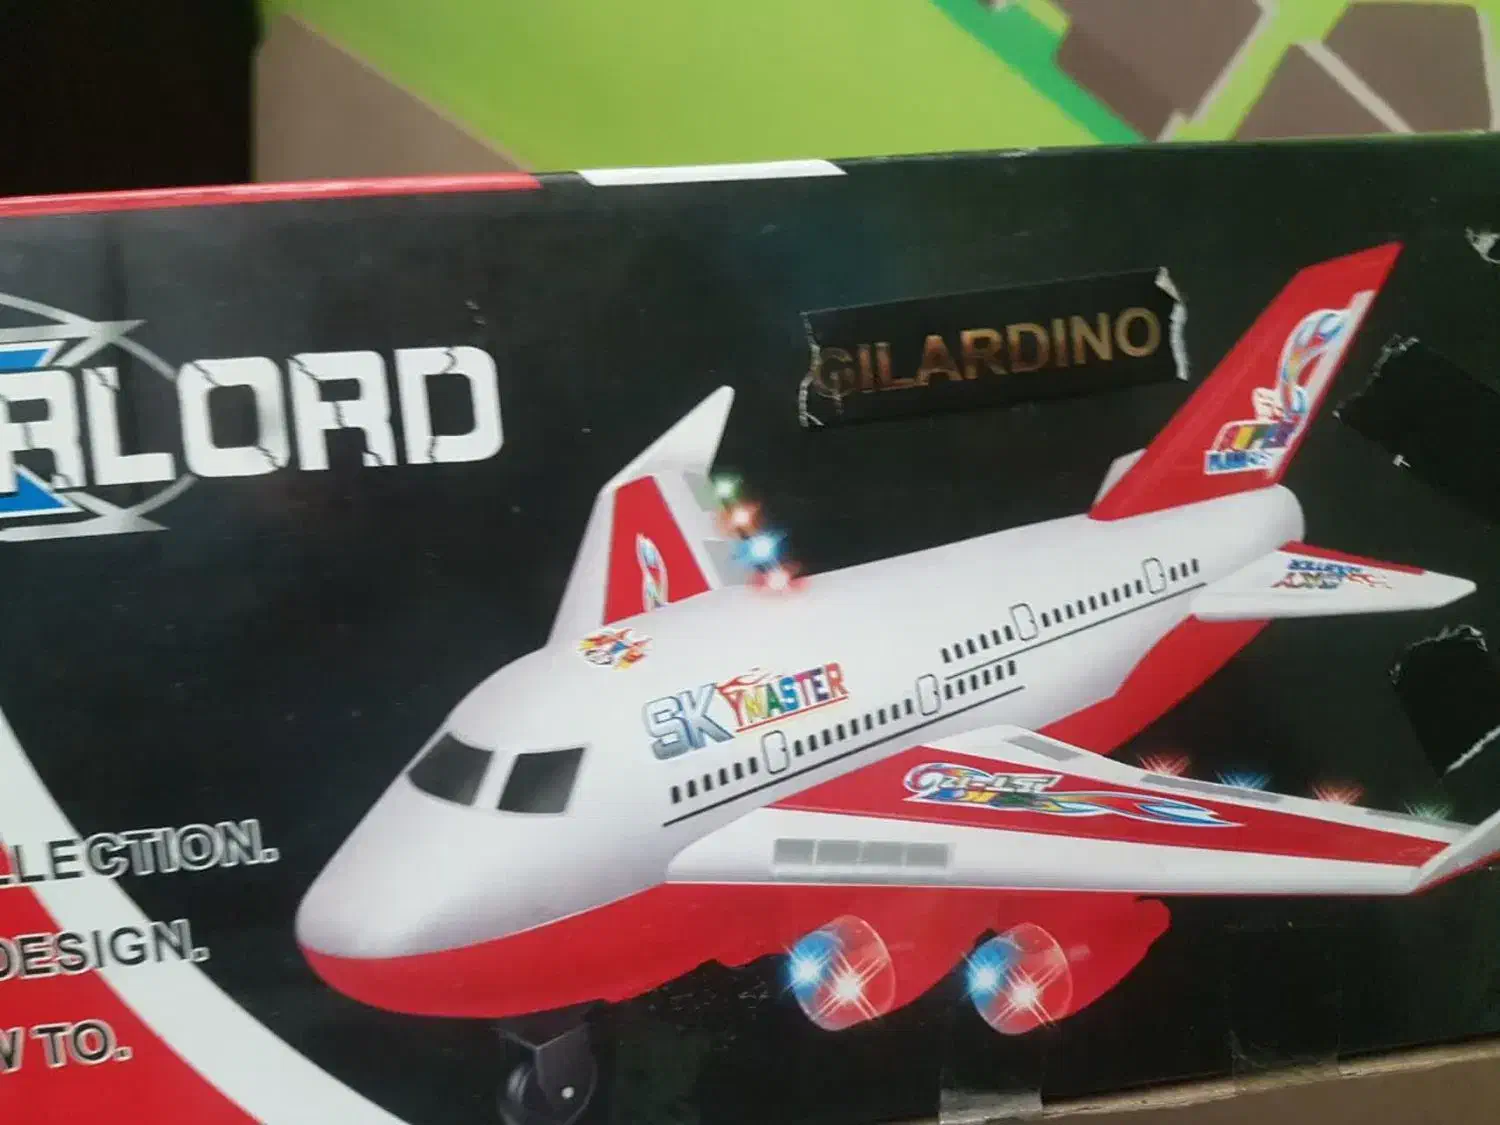 RLORD
GILARDINO
SKYMASTER
LLECTION.
DESIGN.
W TO.